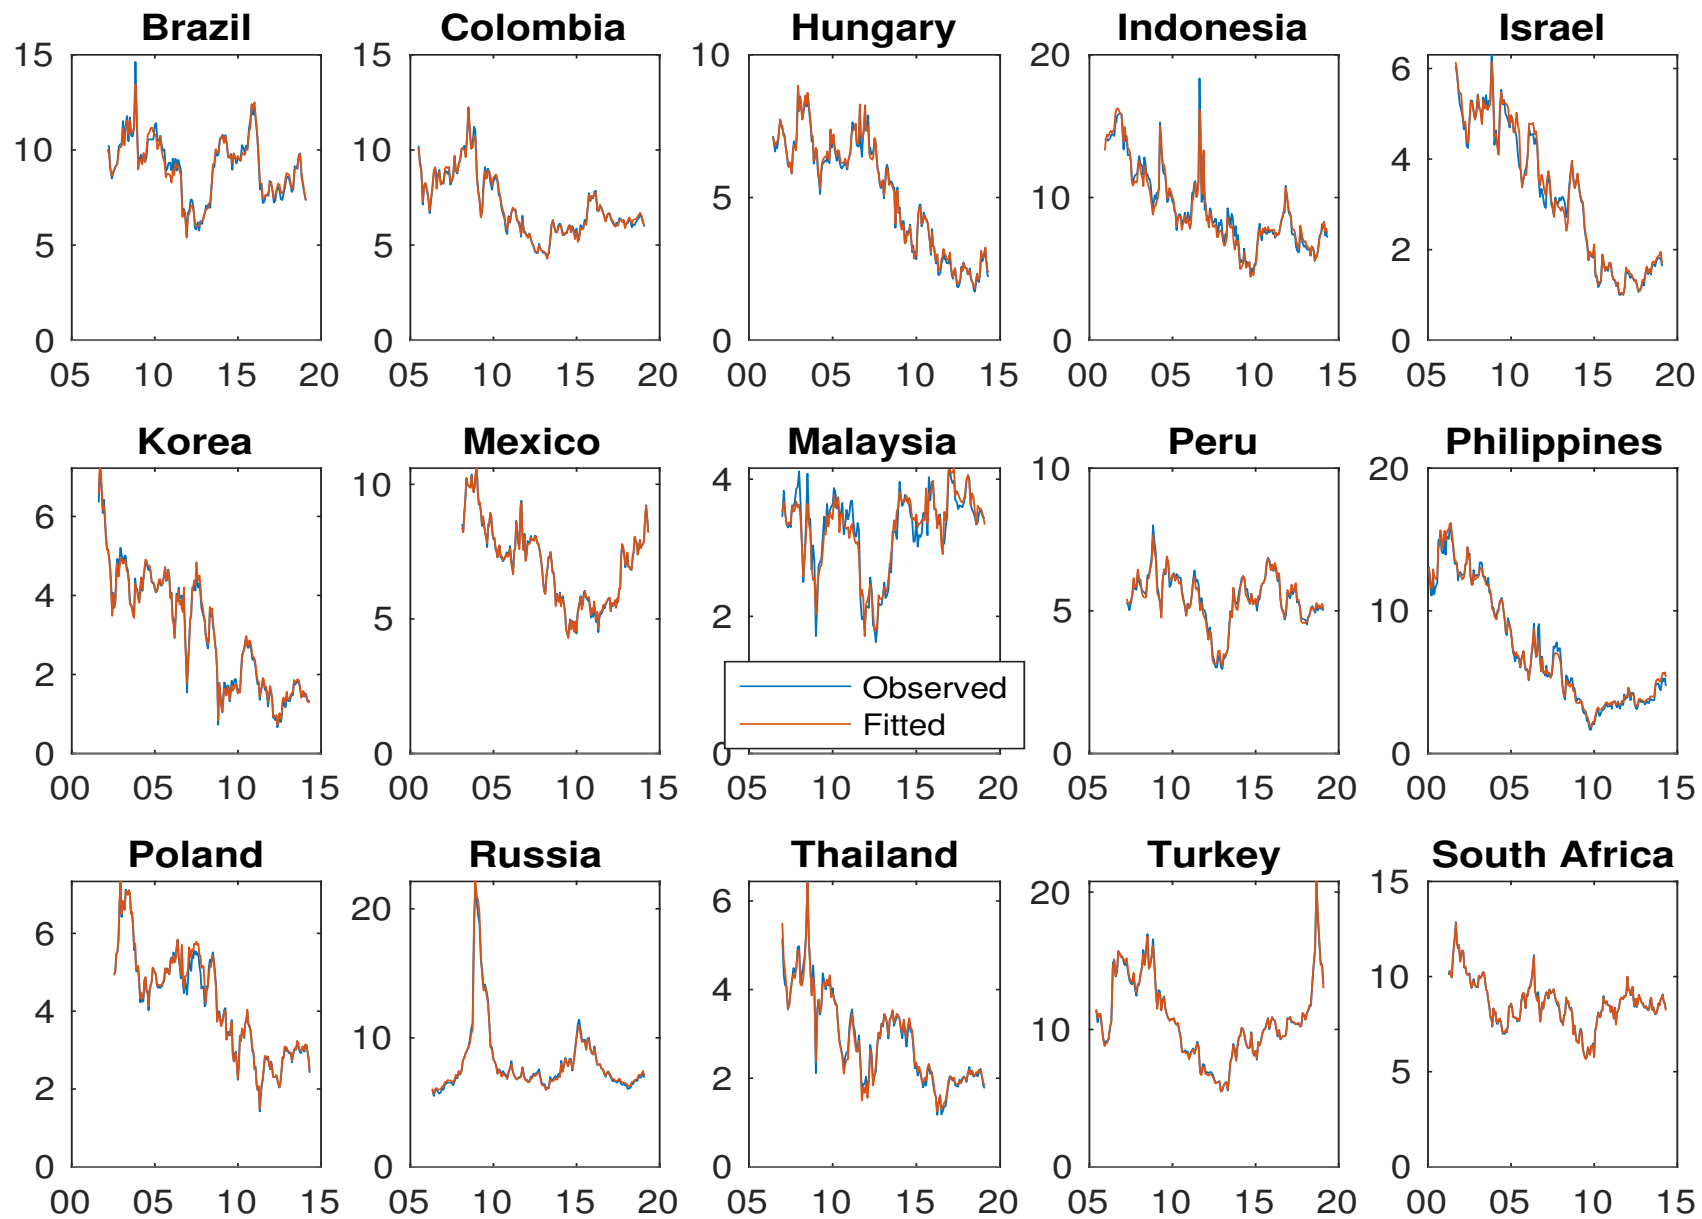 Brazil Colombia Hungary Indonesia Israel
15 15 10 20 6
10 10 5 10 4
5 5 2
0 0 0 0 0
05 10 15 20 05 10 15 20 00 05 10 15 00 05 10 15 05 10 15 20
Korea Mexico Malaysia Peru Philippines
6 10 4 10 20
4 5 2 5 10
2
Observed
Fitted
0 0 0 0 0
00 05 10 15 00 05 10 15 05 10 15 20 05 10 15 20 00 05 10 15
Poland Russia Thailand Turkey South Africa
6 20 6 20 15
4 10 4 10 10
2 2 5
0 0 0 0 0
00 05 10 15 05 10 15 20 05 10 15 20 05 10 15 20 00 05 10 15